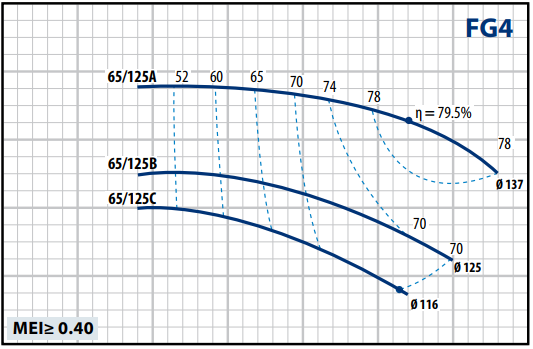 FG4
65/125A 52 60 65 70 74 78
η = 79.5%
78
Ø 137
65/125B
65/125C
70
70
Ø 125
Ø 116
MEI≥ 0.40